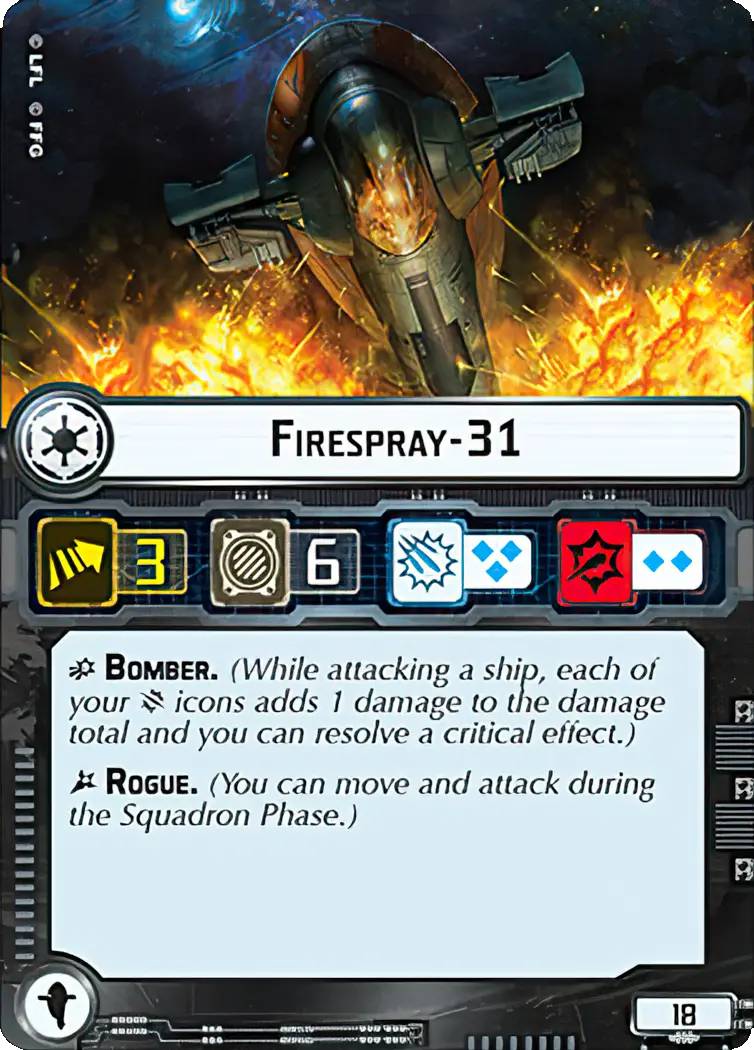 © LFL © FFG
Firespray-31
3
6
Bomber. (While attacking a ship, each of
your icons adds 1 damage to the damage
total and you can resolve a critical effect.)
Rogue. (You can move and attack during
the Squadron Phase.)
18